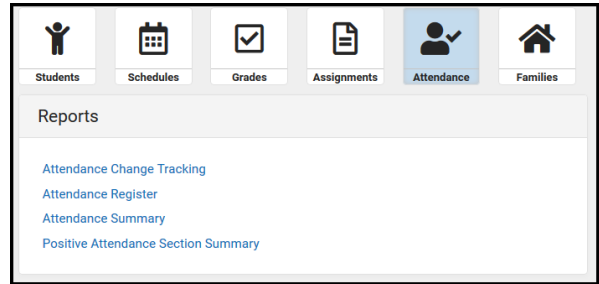 Students Schedules Grades Assignments Attendance Families
Reports
Attendance Change Tracking
Attendance Register
Attendance Summary
Positive Attendance Section Summary